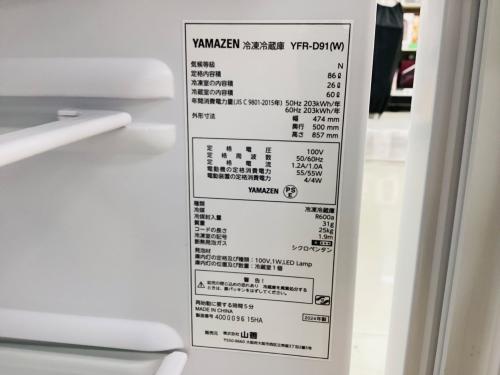 YAMAZEN 冷凍冷蔵庫 YFR-D91(W)
気候等級 N
定格内容積 86ℓ
冷凍室の内容積 26ℓ
冷蔵室の内容積 60ℓ
年間消費電力量(JIS C 9801-2015年) 50Hz 203kWh/年
60Hz 203kWh/年
外形寸法 幅 474 mm
奥行 500 mm
高さ 857 mm
定格電圧 100V
定格周波数 50/60Hz
電動機の定格消費電力 1.2A/1.0A
電動機の定格消費電力 55/55W
電熱装置の定格消費電力 4/4W
YAMAZEN PS E
種類 冷凍冷蔵庫
冷媒 R600a
冷媒封入量 31g
25kg
コードの長さ 1.9m
冷凍室の記号
断熱発泡ガス シクロペンタン
発泡材
庫内灯の定格及び種類:100V,1W,LED Lamp
庫内灯の位置及び数量:冷蔵室1個
警告!
再始動に要する時間5分
MADE IN CHINA
製造番号 4000096 15HA
2024年製
販売元 株式会社 山善